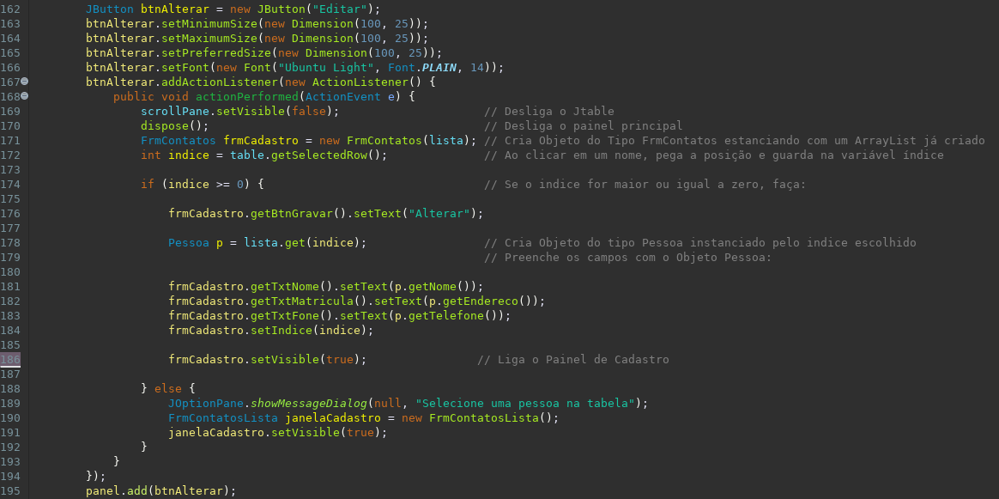 162 JButton btnAlterar = new JButton("Editar");
163 btnAlterar.setMinimumSize(new Dimension(100, 25));
164 btnAlterar.setMaximumSize(new Dimension(100, 25));
165 btnAlterar.setPreferredSize(new Dimension(100, 25));
166 btnAlterar.setFont(new Font("Ubuntu Light", Font.PLAIN, 14));
167 btnAlterar.addActionListener(new ActionListener() {
168 public void actionPerformed(ActionEvent e) {
169 scrollPane.setVisible(false); // Desliga o Jtable
170 dispose(); // Desliga o painel principal
171 FrmContatos frmCadastro = new FrmContatos(lista); // Cria Objeto do Tipo FrmContatos estanciando com um ArrayList já criado
172 int indice = table.getSelectedRow(); // Ao clicar em um nome, pega a posição e guarda na variável índice
173
174 if (indice >= 0) { // Se o indice for maior ou igual a zero, faça:
175
176 frmCadastro.getBtnGravar().setText("Alterar");
177
178 Pessoa p = lista.get(indice); // Cria Objeto do tipo Pessoa instanciado pelo indice escolhido
179 // Preenche os campos com o Objeto Pessoa:
180
181 frmCadastro.getTxtNome().setText(p.getNome());
182 frmCadastro.getTxtMatricula().setText(p.getEndereco());
183 frmCadastro.getTxtFone().setText(p.getTelefone());
184 frmCadastro.setIndice(indice);
185
186 frmCadastro.setVisible(true); // Liga o Painel de Cadastro
187
188 } else {
189 JOptionPane.showMessageDialog(null, "Selecione uma pessoa na tabela");
190 FrmContatosLista janelaCadastro = new FrmContatosLista();
191 janelaCadastro.setVisible(true);
192 }
193 }
194 });
195 panel.add(btnAlterar);